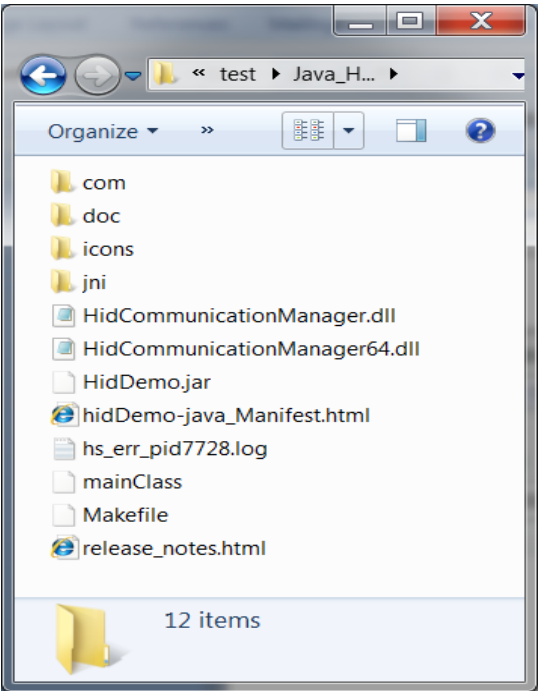 « test Java_H...
Organize »
com
doc
icons
jni
HidCommunicationManager.dll
HidCommunicationManager64.dll
HidDemo.jar
hidDemo-java_Manifest.html
hs_err_pid7728.log
mainClass
Makefile
release_notes.html
12 items